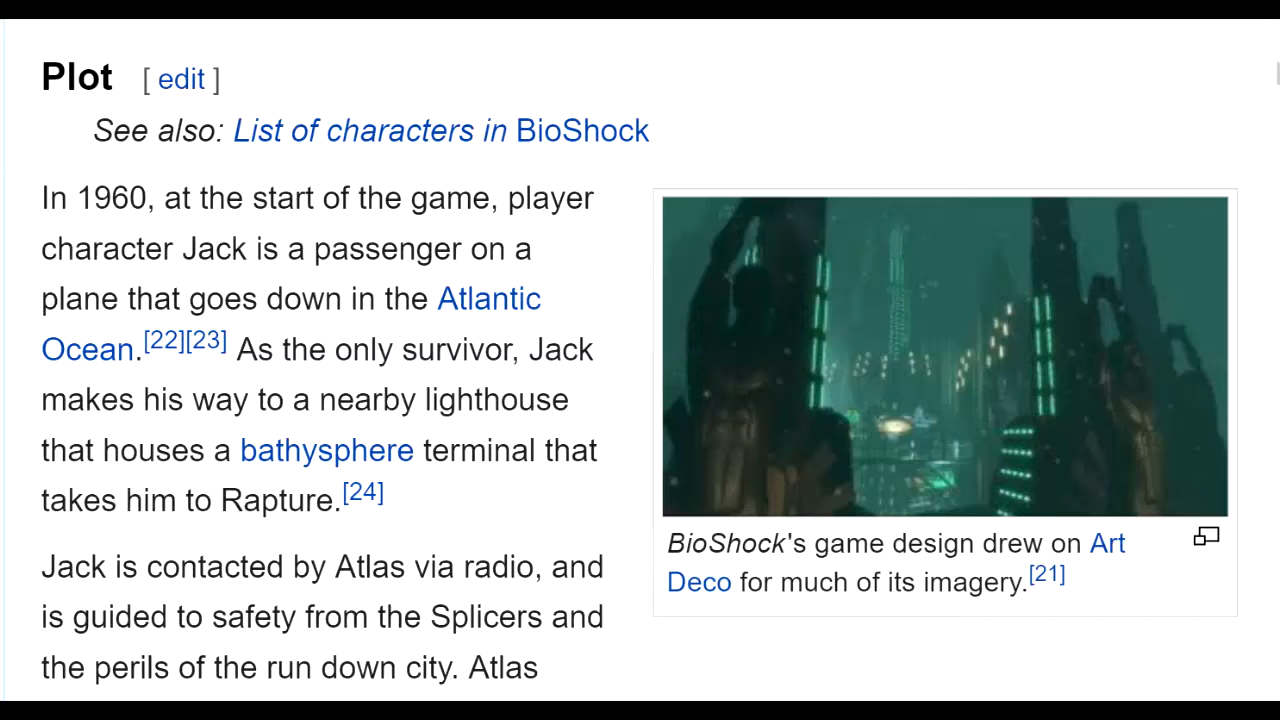 Plot [ edit ]
See also: List of characters in BioShock
In 1960, at the start of the game, player
character Jack is a passenger on a
plane that goes down in the Atlantic
Ocean.[22][23] As the only survivor, Jack
makes his way to a nearby lighthouse
that houses a bathysphere terminal that
takes him to Rapture.[24]
Jack is contacted by Atlas via radio, and
is guided to safety from the Splicers and
the perils of the run down city. Atlas
BioShock's game design drew on Art
Deco for much of its imagery.[21]